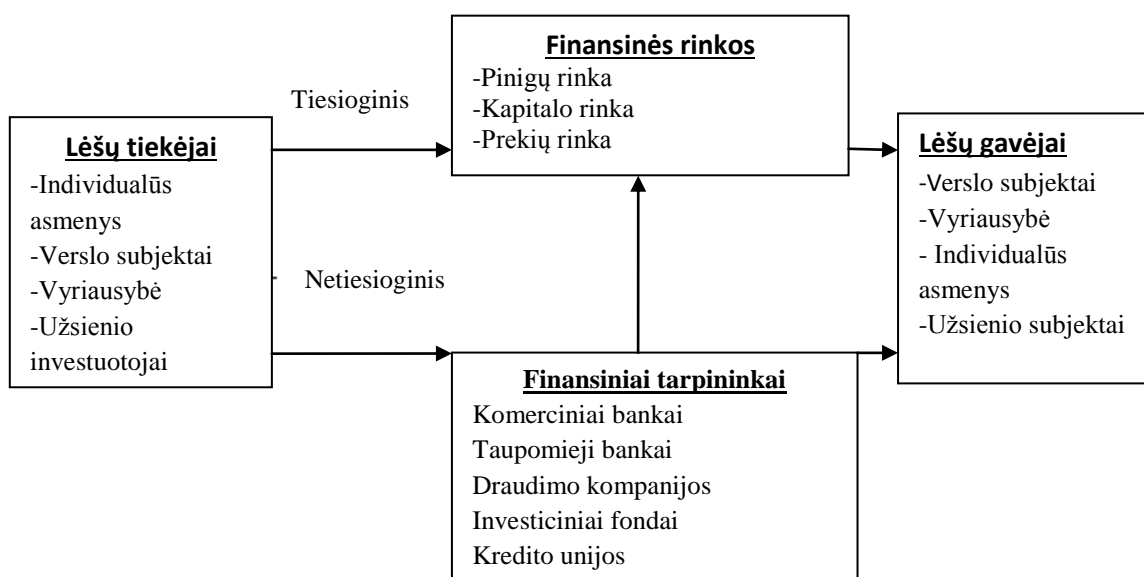 Finansinės rinkos
-Pinigų rinka
-Kapitalo rinka
-Prekių rinka
Tiesioginis
Lėšų tiekėjai
-Individualūs
asmenys
-Verslo subjektai
-Vyriausybė
-Užsienio
investuotojai
Netiesioginis
Lėšų gavėjai
-Verslo subjektai
-Vyriausybė
- Individualūs
asmenys
-Užsienio subjektai
Finansiniai tarpininkai
Komerciniai bankai
Taupomieji bankai
Draudimo kompanijos
Investiciniai fondai
Kredito unijos